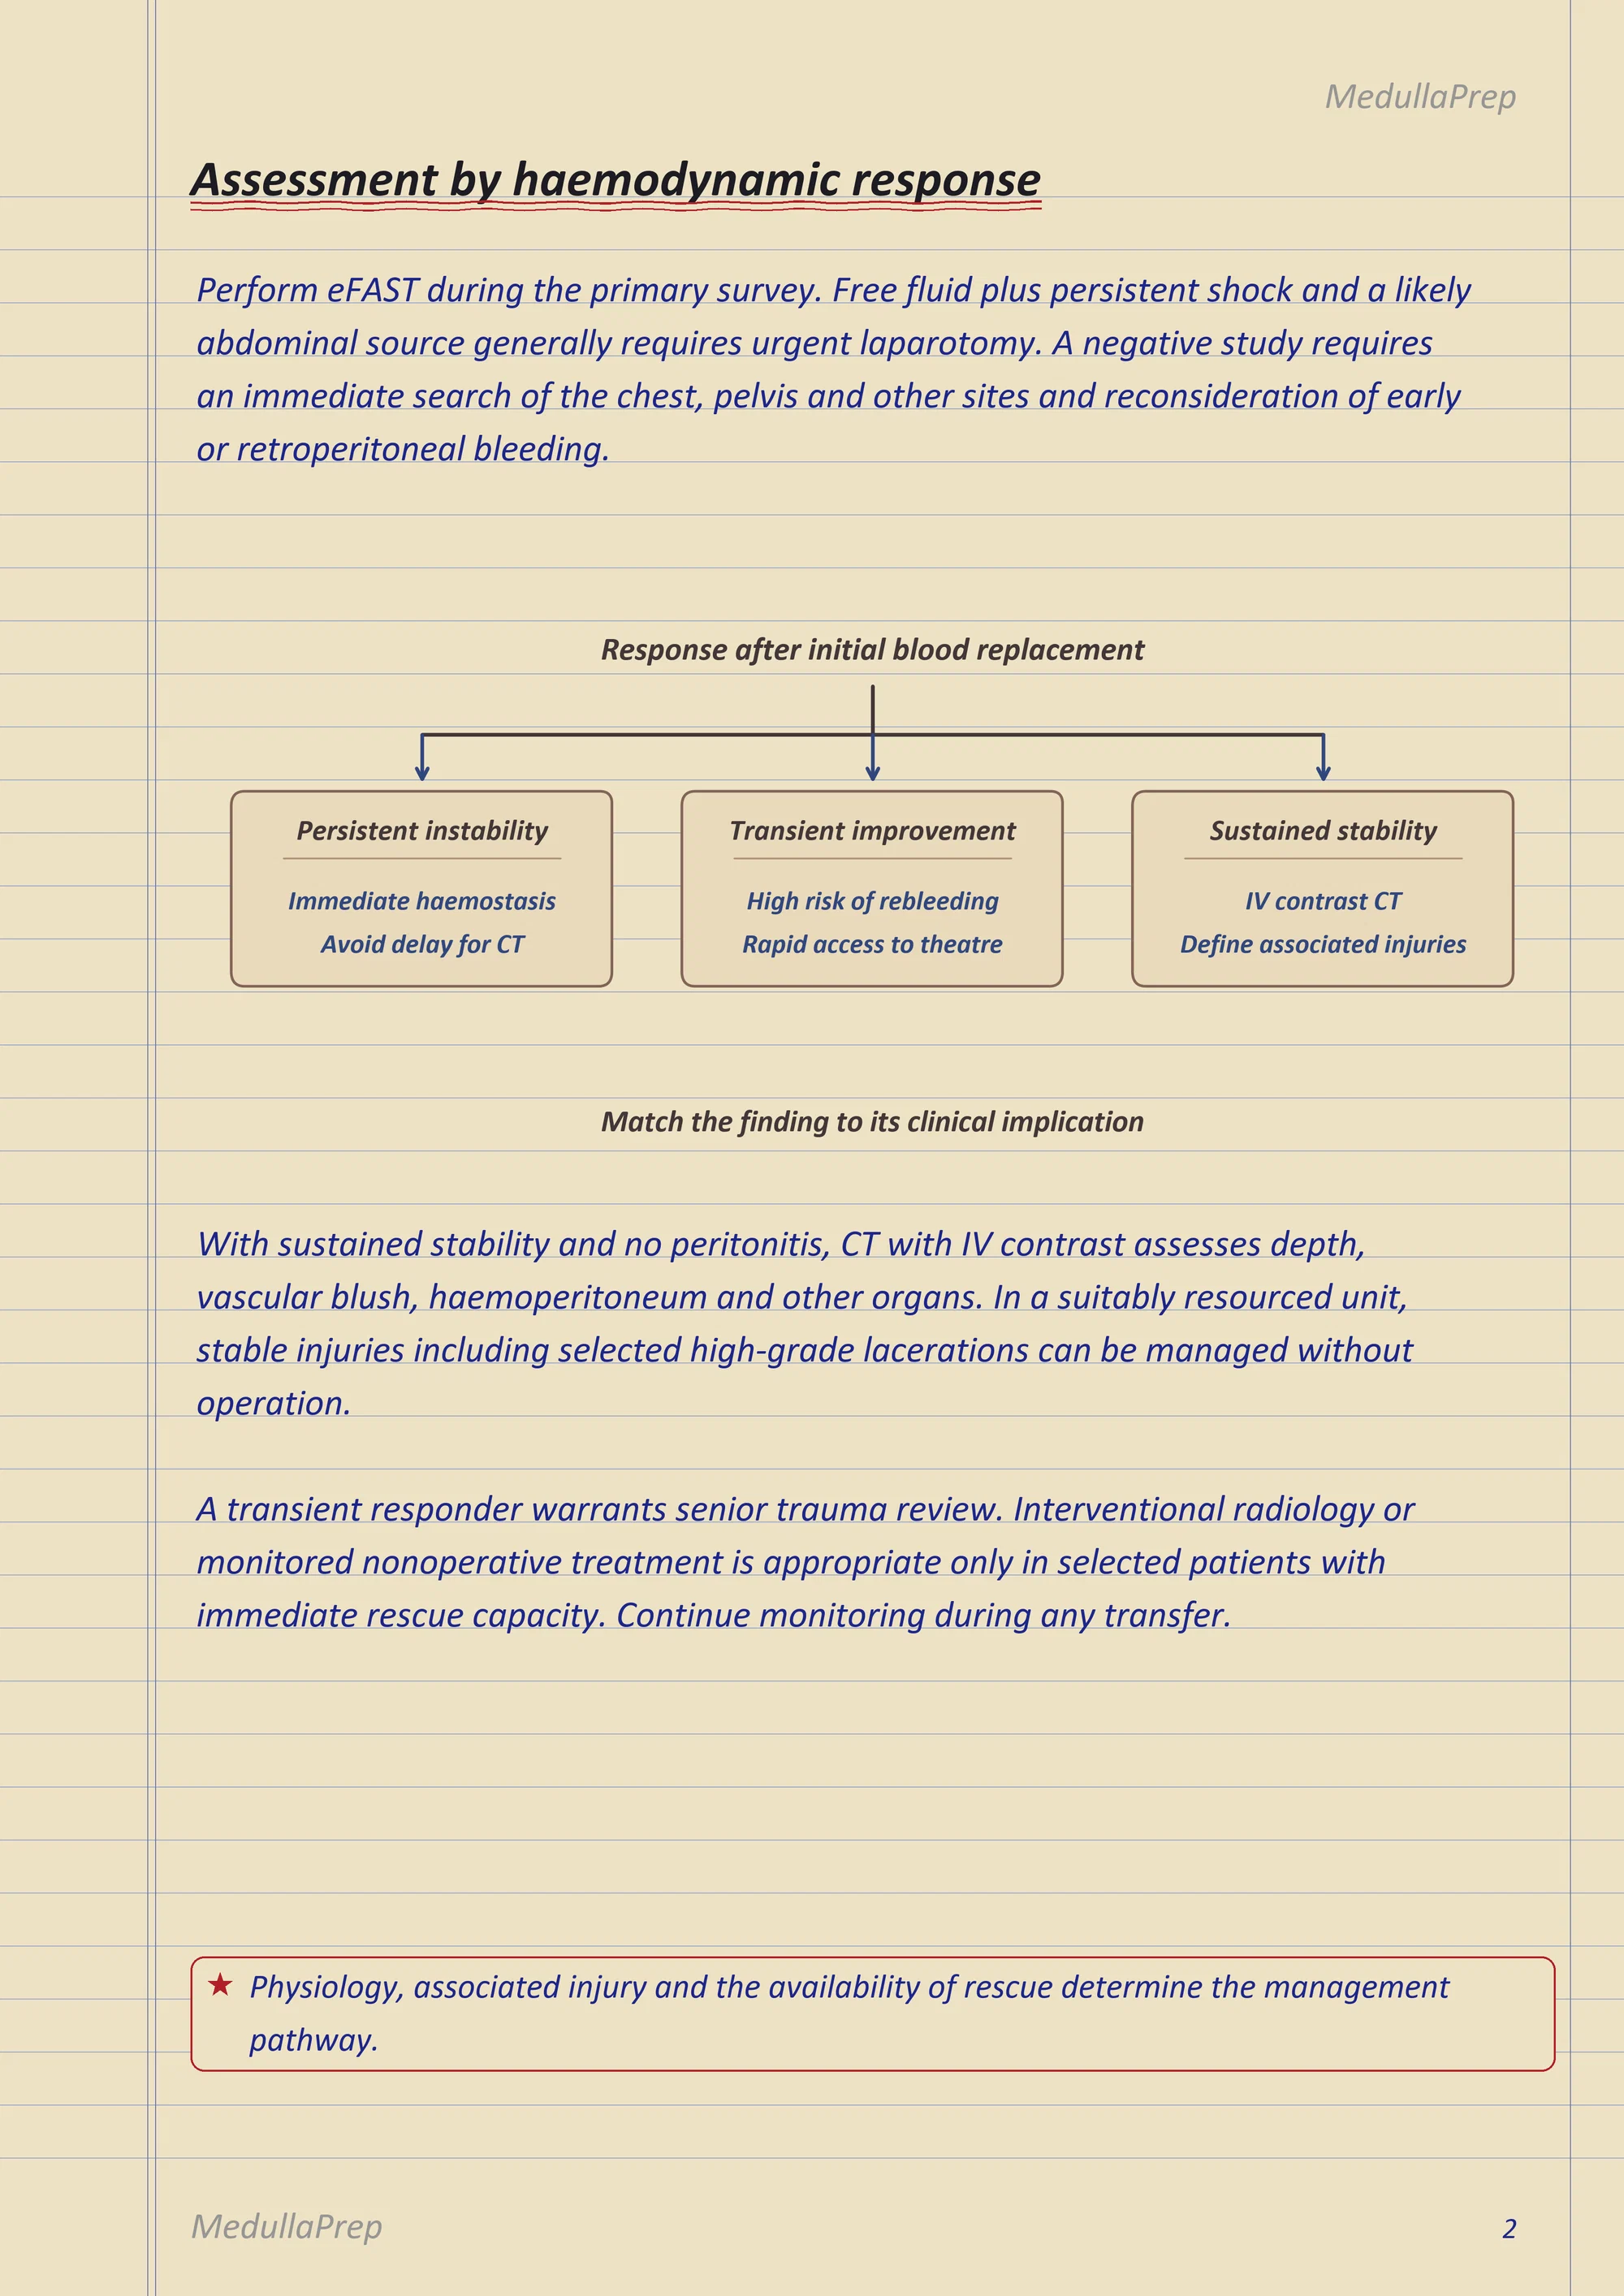 MedullaPrep
Assessment by haemodynamic response
Perform eFAST during the primary survey. Free fluid plus persistent shock and a likely
abdominal source generally requires urgent laparotomy. A negative study requires
an immediate search of the chest, pelvis and other sites and reconsideration of early
or retroperitoneal bleeding.
Response after initial blood replacement
Persistent instability
Immediate haemostasis
Avoid delay for CT
Transient improvement
High risk of rebleeding
Rapid access to theatre
Sustained stability
IV contrast CT
Define associated injuries
Match the finding to its clinical implication
With sustained stability and no peritonitis, CT with IV contrast assesses depth,
vascular blush, haemoperitoneum and other organs. In a suitably resourced unit,
stable injuries including selected high-grade lacerations can be managed without
operation.
A transient responder warrants senior trauma review. Interventional radiology or
monitored nonoperative treatment is appropriate only in selected patients with
immediate rescue capacity. Continue monitoring during any transfer.
★ Physiology, associated injury and the availability of rescue determine the management
pathway.
MedullaPrep
2